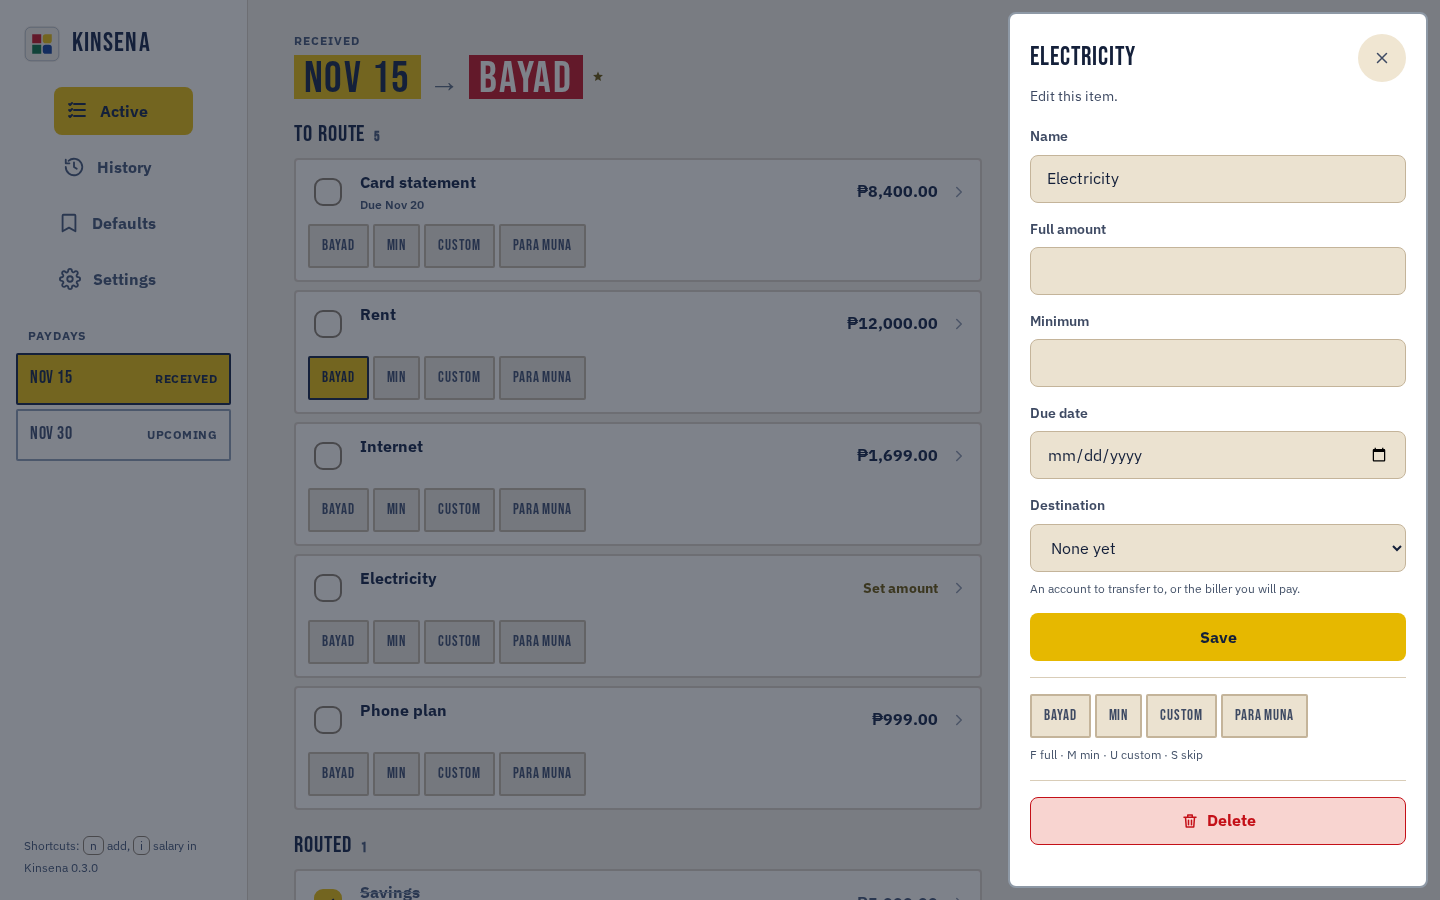 KINSENA
Active
History
Defaults
Settings
PAYDAYS
NOV 15 RECEIVED
NOV 30 UPCOMING
Shortcuts: n add, i salary in
Kinsena 0.3.0
RECEIVED
NOV 15 → BAYAD ★
TO ROUTE 5
Card statement
Due Nov 20
₱8,400.00
BAYAD MIN CUSTOM PARA MUNA
Rent
₱12,000.00
BAYAD MIN CUSTOM PARA MUNA
Internet
₱1,699.00
BAYAD MIN CUSTOM PARA MUNA
Electricity
Set amount
BAYAD MIN CUSTOM PARA MUNA
Phone plan
₱999.00
BAYAD MIN CUSTOM PARA MUNA
ROUTED 1
Savings
ELECTRICITY
Edit this item.
Name
Electricity
Full amount
Minimum
Due date
mm/dd/yyyy
Destination
None yet
An account to transfer to, or the biller you will pay.
Save
BAYAD MIN CUSTOM PARA MUNA
F full · M min · U custom · S skip
Delete